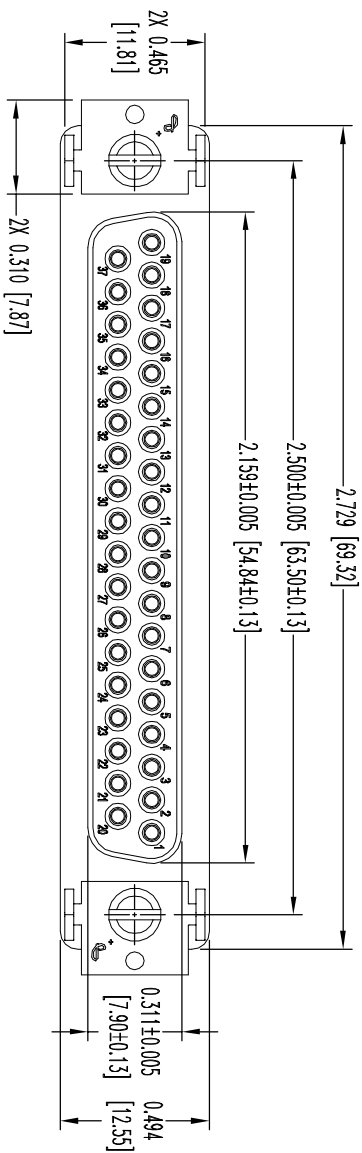 2.729 [69.32]
2.500±0.005 [63.50±0.13]
2.159±0.005 [54.84±0.13]
2X 0.465
[11.81]
2X 0.310 [7.87]
0.311±0.005
[7.90±0.13]
0.494
[12.55]
19 18 17 16 15 14 13 12 11 10 9 8 7 6 5 4 3 2 1
37 36 35 34 33 32 31 30 29 28 27 26 25 24 23 22 21 20